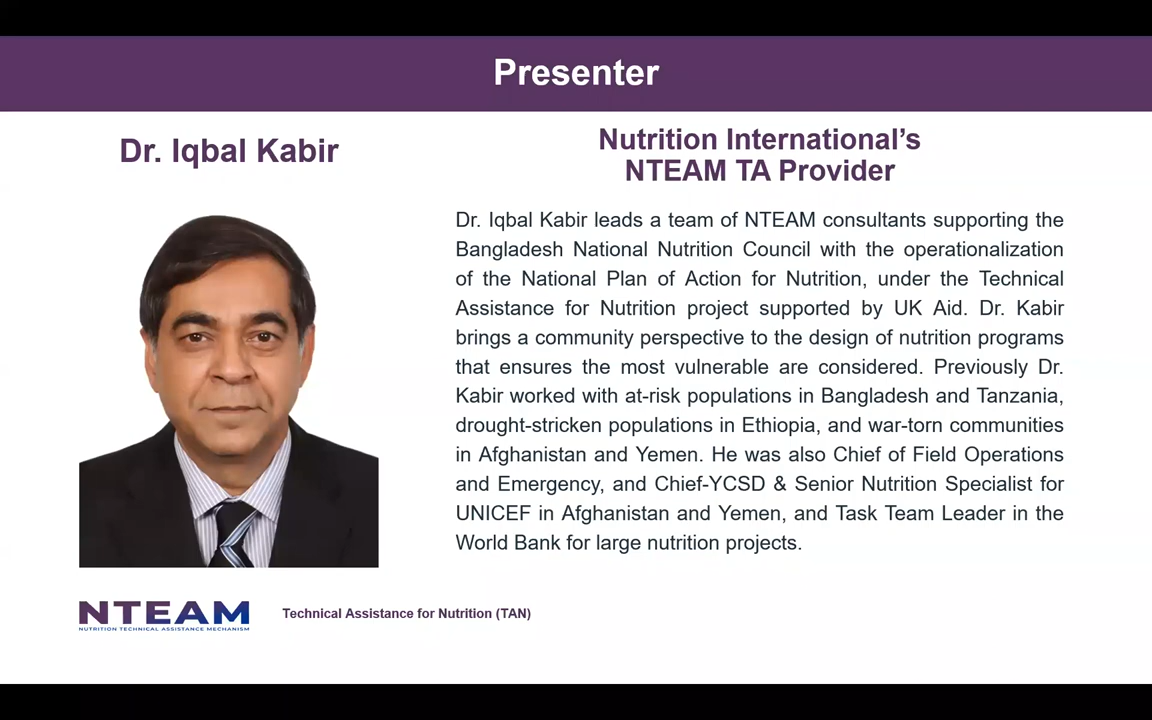 Presenter
Dr. Iqbal Kabir
Nutrition International’s
NTEAM TA Provider
Dr. Iqbal Kabir leads a team of NTEAM consultants supporting the
Bangladesh National Nutrition Council with the operationalization
of the National Plan of Action for Nutrition, under the Technical
Assistance for Nutrition project supported by UK Aid. Dr. Kabir
brings a community perspective to the design of nutrition programs
that ensures the most vulnerable are considered. Previously Dr.
Kabir worked with at-risk populations in Bangladesh and Tanzania,
drought-stricken populations in Ethiopia, and war-torn communities
in Afghanistan and Yemen. He was also Chief of Field Operations
and Emergency, and Chief-YCSD & Senior Nutrition Specialist for
UNICEF in Afghanistan and Yemen, and Task Team Leader in the
World Bank for large nutrition projects.
NTEAM
NUTRITION TECHNICAL ASSISTANCE MECHANISM
Technical Assistance for Nutrition (TAN)